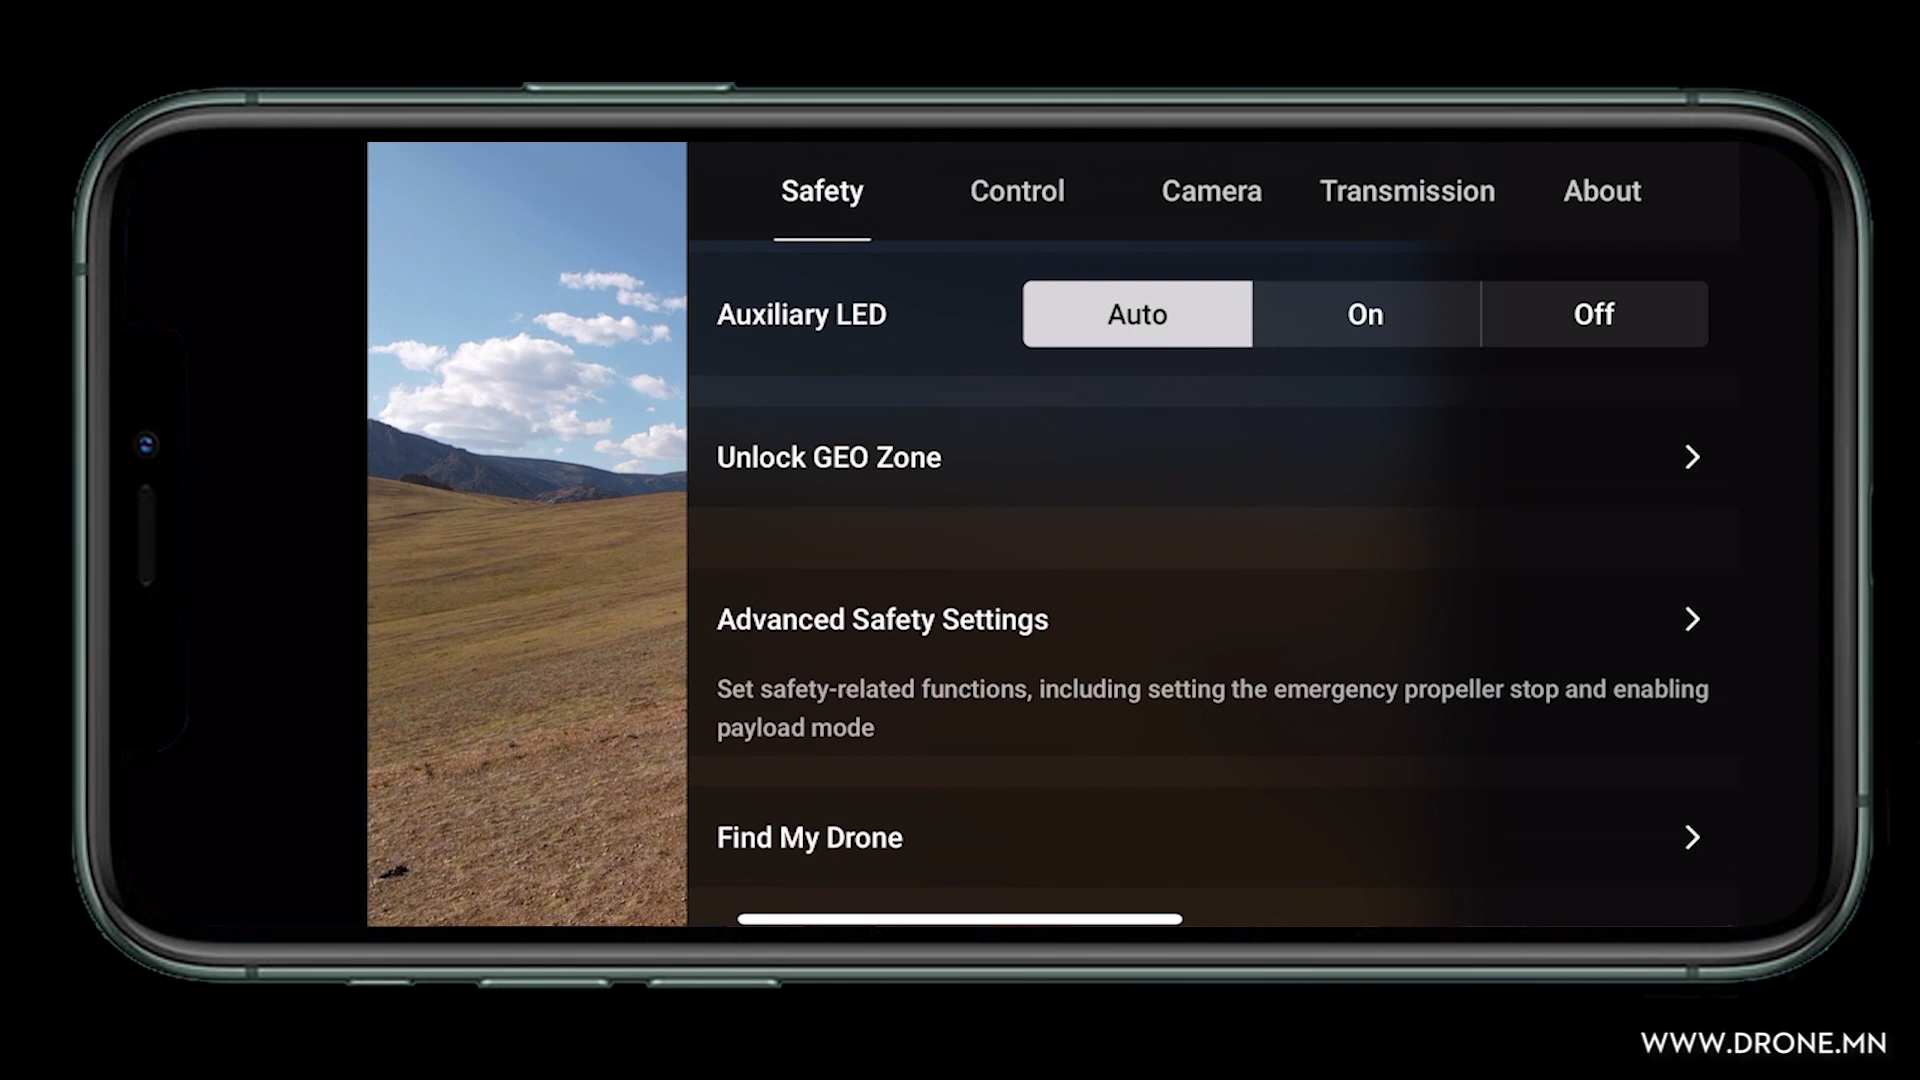 Safety Control Camera Transmission About
Auxiliary LED Auto On Off
Unlock GEO Zone
Advanced Safety Settings
Set safety-related functions, including setting the emergency propeller stop and enabling
payload mode
Find My Drone
WWW.DRONE.MN